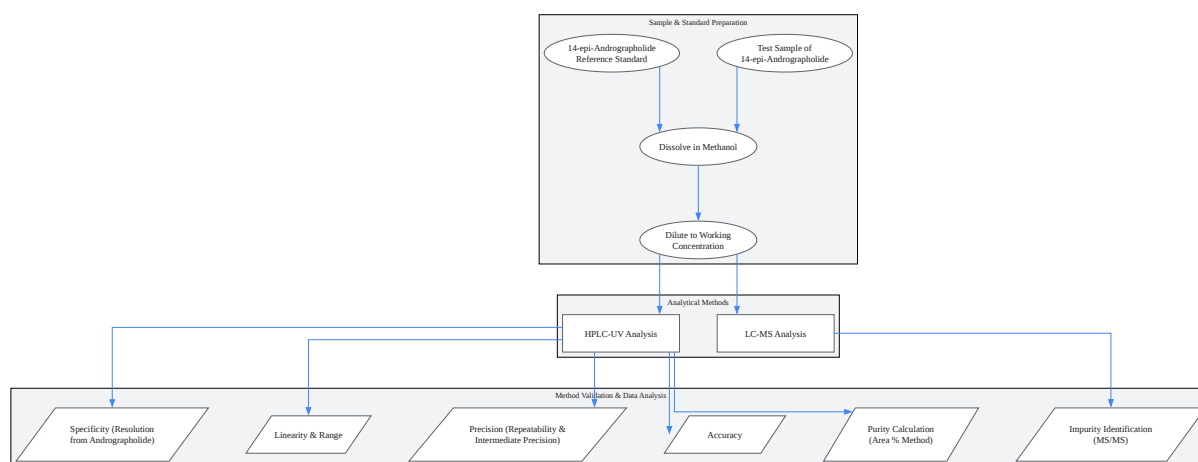 Sample & Standard Preparation
14-epi-Andrographolide
Reference Standard
Test Sample of
14-epi-Andrographolide
Dissolve in Methanol
Dilute to Working
Concentration
Analytical Methods
HPLC-UV Analysis
LC-MS Analysis
Method Validation & Data Analysis
Specificity (Resolution
from Andrographolide)
Linearity & Range
Precision (Repeatability &
Intermediate Precision)
Accuracy
Purity Calculation
(Area % Method)
Impurity Identification
(MS/MS)